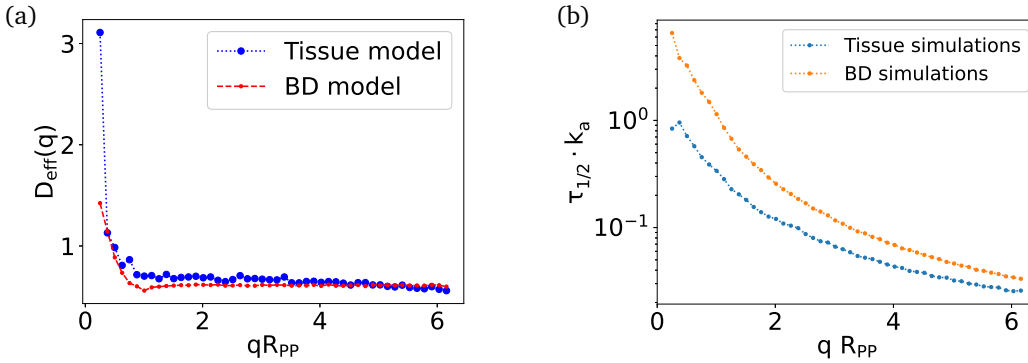 (a)
Tissue model
BD model
D_eff(q)
3
2
1
0 2 4 6
qR_PP
(b)
Tissue simulations
BD simulations
τ_1/2 · k_a
10^0
10^-1
0 2 4 6
q R_PP